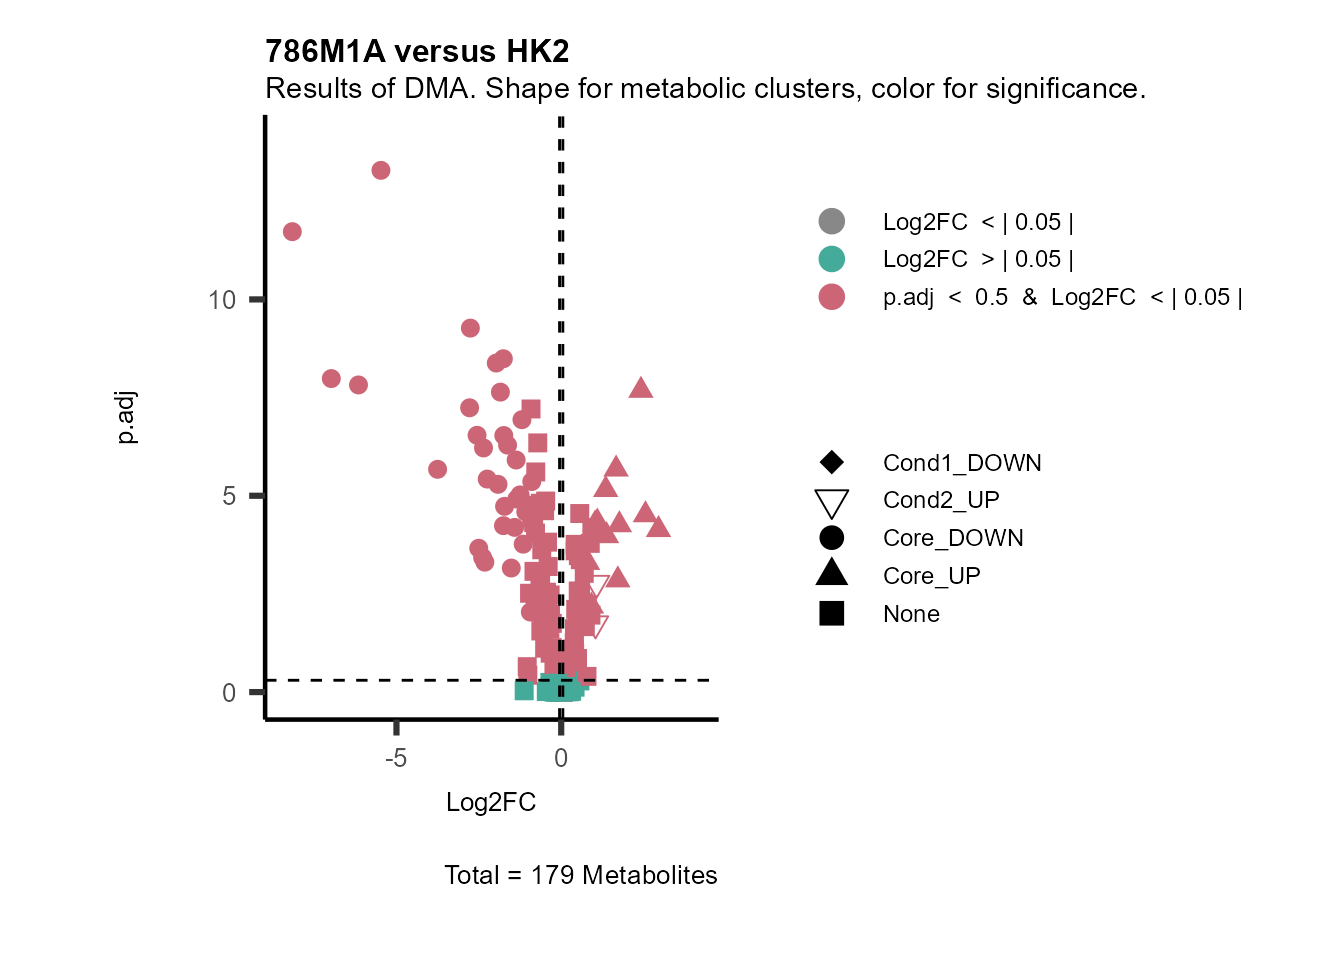 786M1A versus HK2
Results of DMA. Shape for metabolic clusters, color for significance.
p.adj
10
5
0
-5
0
Log2FC
Total = 179 Metabolites
Log2FC < | 0.05 |
Log2FC > | 0.05 |
p.adj < 0.5 & Log2FC < | 0.05 |
Cond1_DOWN
Cond2_UP
Core_DOWN
Core_UP
None